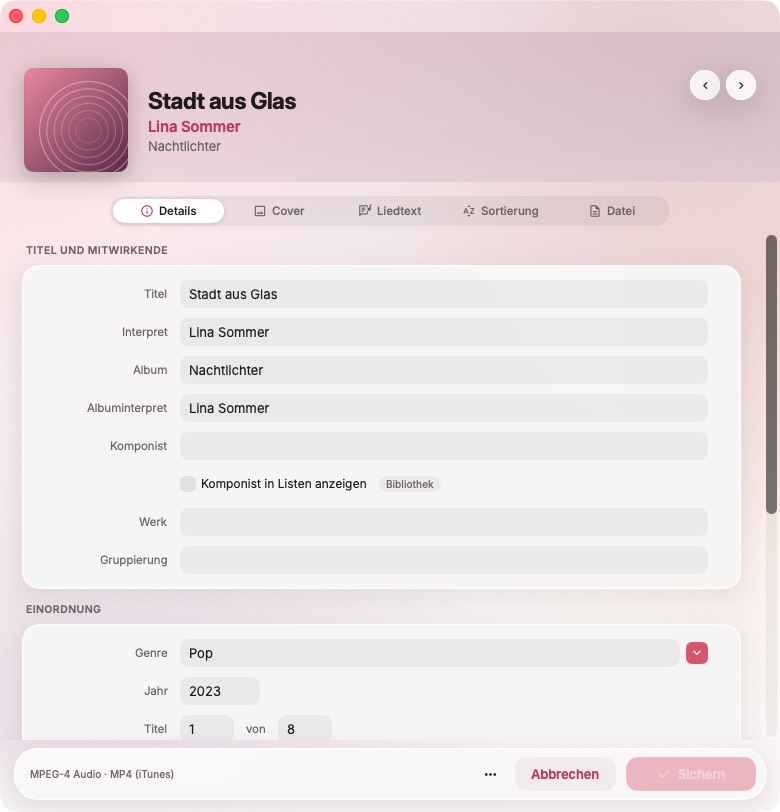 Stadt aus Glas
Lina Sommer
Nachtlichter
Details Cover Liedtext Sortierung Datei
TITEL UND MITWIRKENDE
Titel Stadt aus Glas
Interpret Lina Sommer
Album Nachtlichter
Albuminterpret Lina Sommer
Komponist
Komponist in Listen anzeigen Bibliothek
Werk
Gruppierung
EINORDNUNG
Genre Pop
Jahr 2023
Titel 1 von 8
MPEG-4 Audio · MP4 (iTunes) ••• Abbrechen Sichern